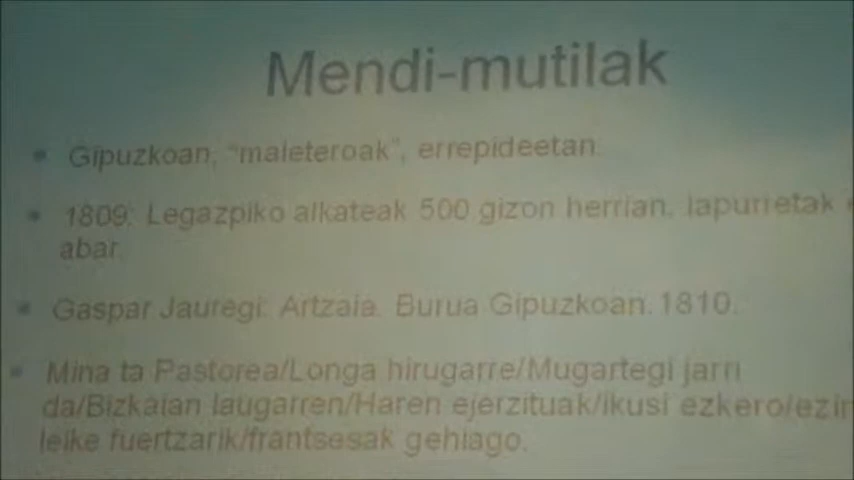 Mendi-mutilak
Gipuzkoan, "maleteroak", errepideetan.
1809: Legazpiko alkateak 500 gizon herrian, lapurretak
abar.
Gaspar Jauregi: Artzaia. Burua Gipuzkoan. 1810.
Mina ta Pastorea/Longa hirugarre/Mugartegi jarri
da/Bizkaian laugarren/Haren ejerzituak/ikusi ezkero/ezin
leike fuertzarik/frantsesak gehiago.